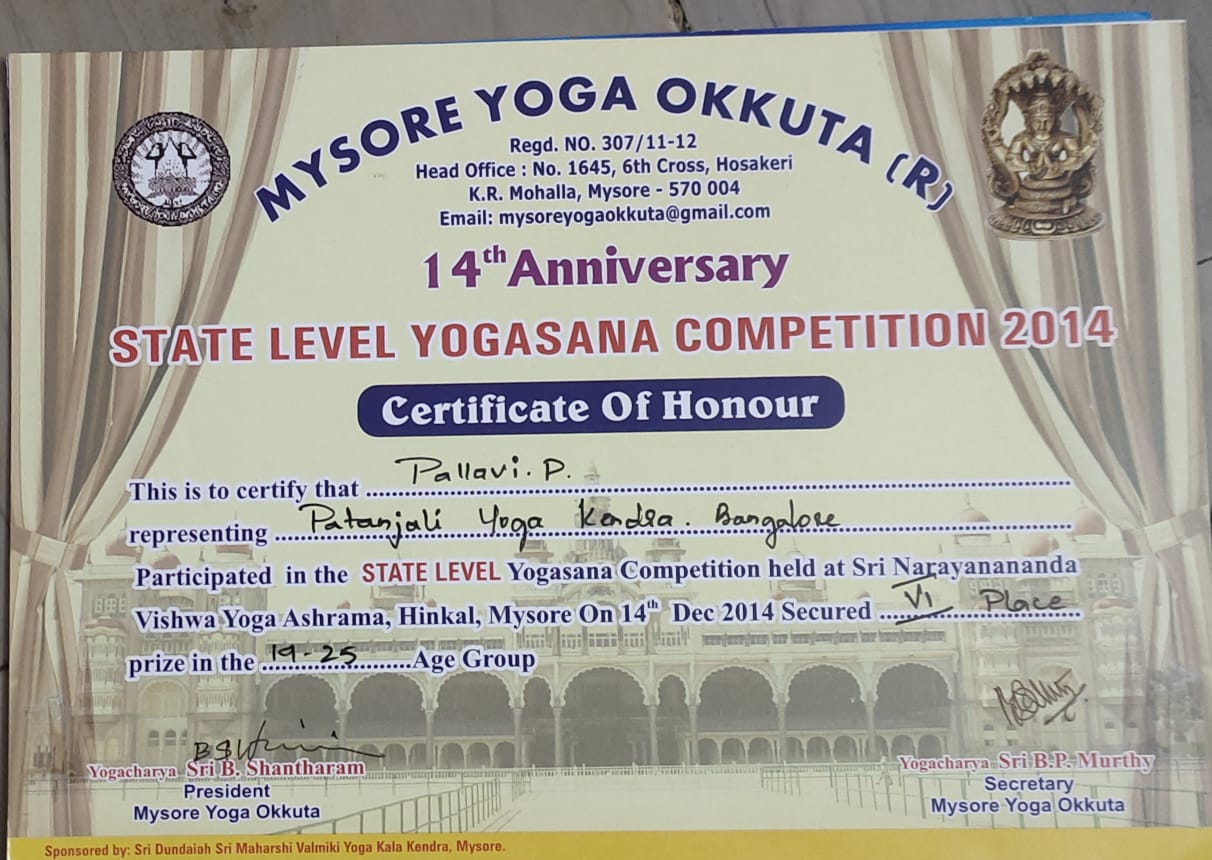 MYSORE YOGA OKKUTA (R)
Regd. NO. 307/11-12
Head Office : No. 1645, 6th Cross, Hosakeri
K.R. Mohalla, Mysore - 570 004
Email: mysoreyogaokkuta@gmail.com
14th Anniversary
STATE LEVEL YOGASANA COMPETITION 2014
Certificate Of Honour
This is to certify that Pallavi. P.
representing Patanjali Yoga Kendra. Bangalore
Participated in the STATE LEVEL Yogasana Competition held at Sri Narayanananda
Vishwa Yoga Ashrama, Hinkal, Mysore On 14th Dec 2014 Secured VI Place
prize in the 19-25 Age Group
Yogacharya Sri B. Shantharam
President
Mysore Yoga Okkuta
Yogacharya Sri B.P. Murthy
Secretary
Mysore Yoga Okkuta
Sponsored by: Sri Dundaiah Sri Maharshi Valmiki Yoga Kala Kendra, Mysore.